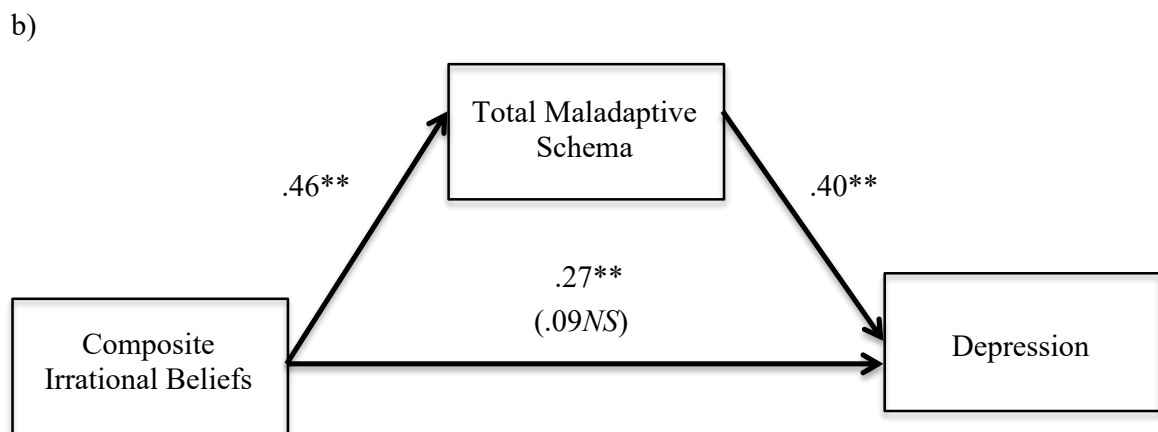 b)
Total Maladaptive
Schema
.46**
.40**
.27**
(.09NS)
Composite
Irrational Beliefs
Depression